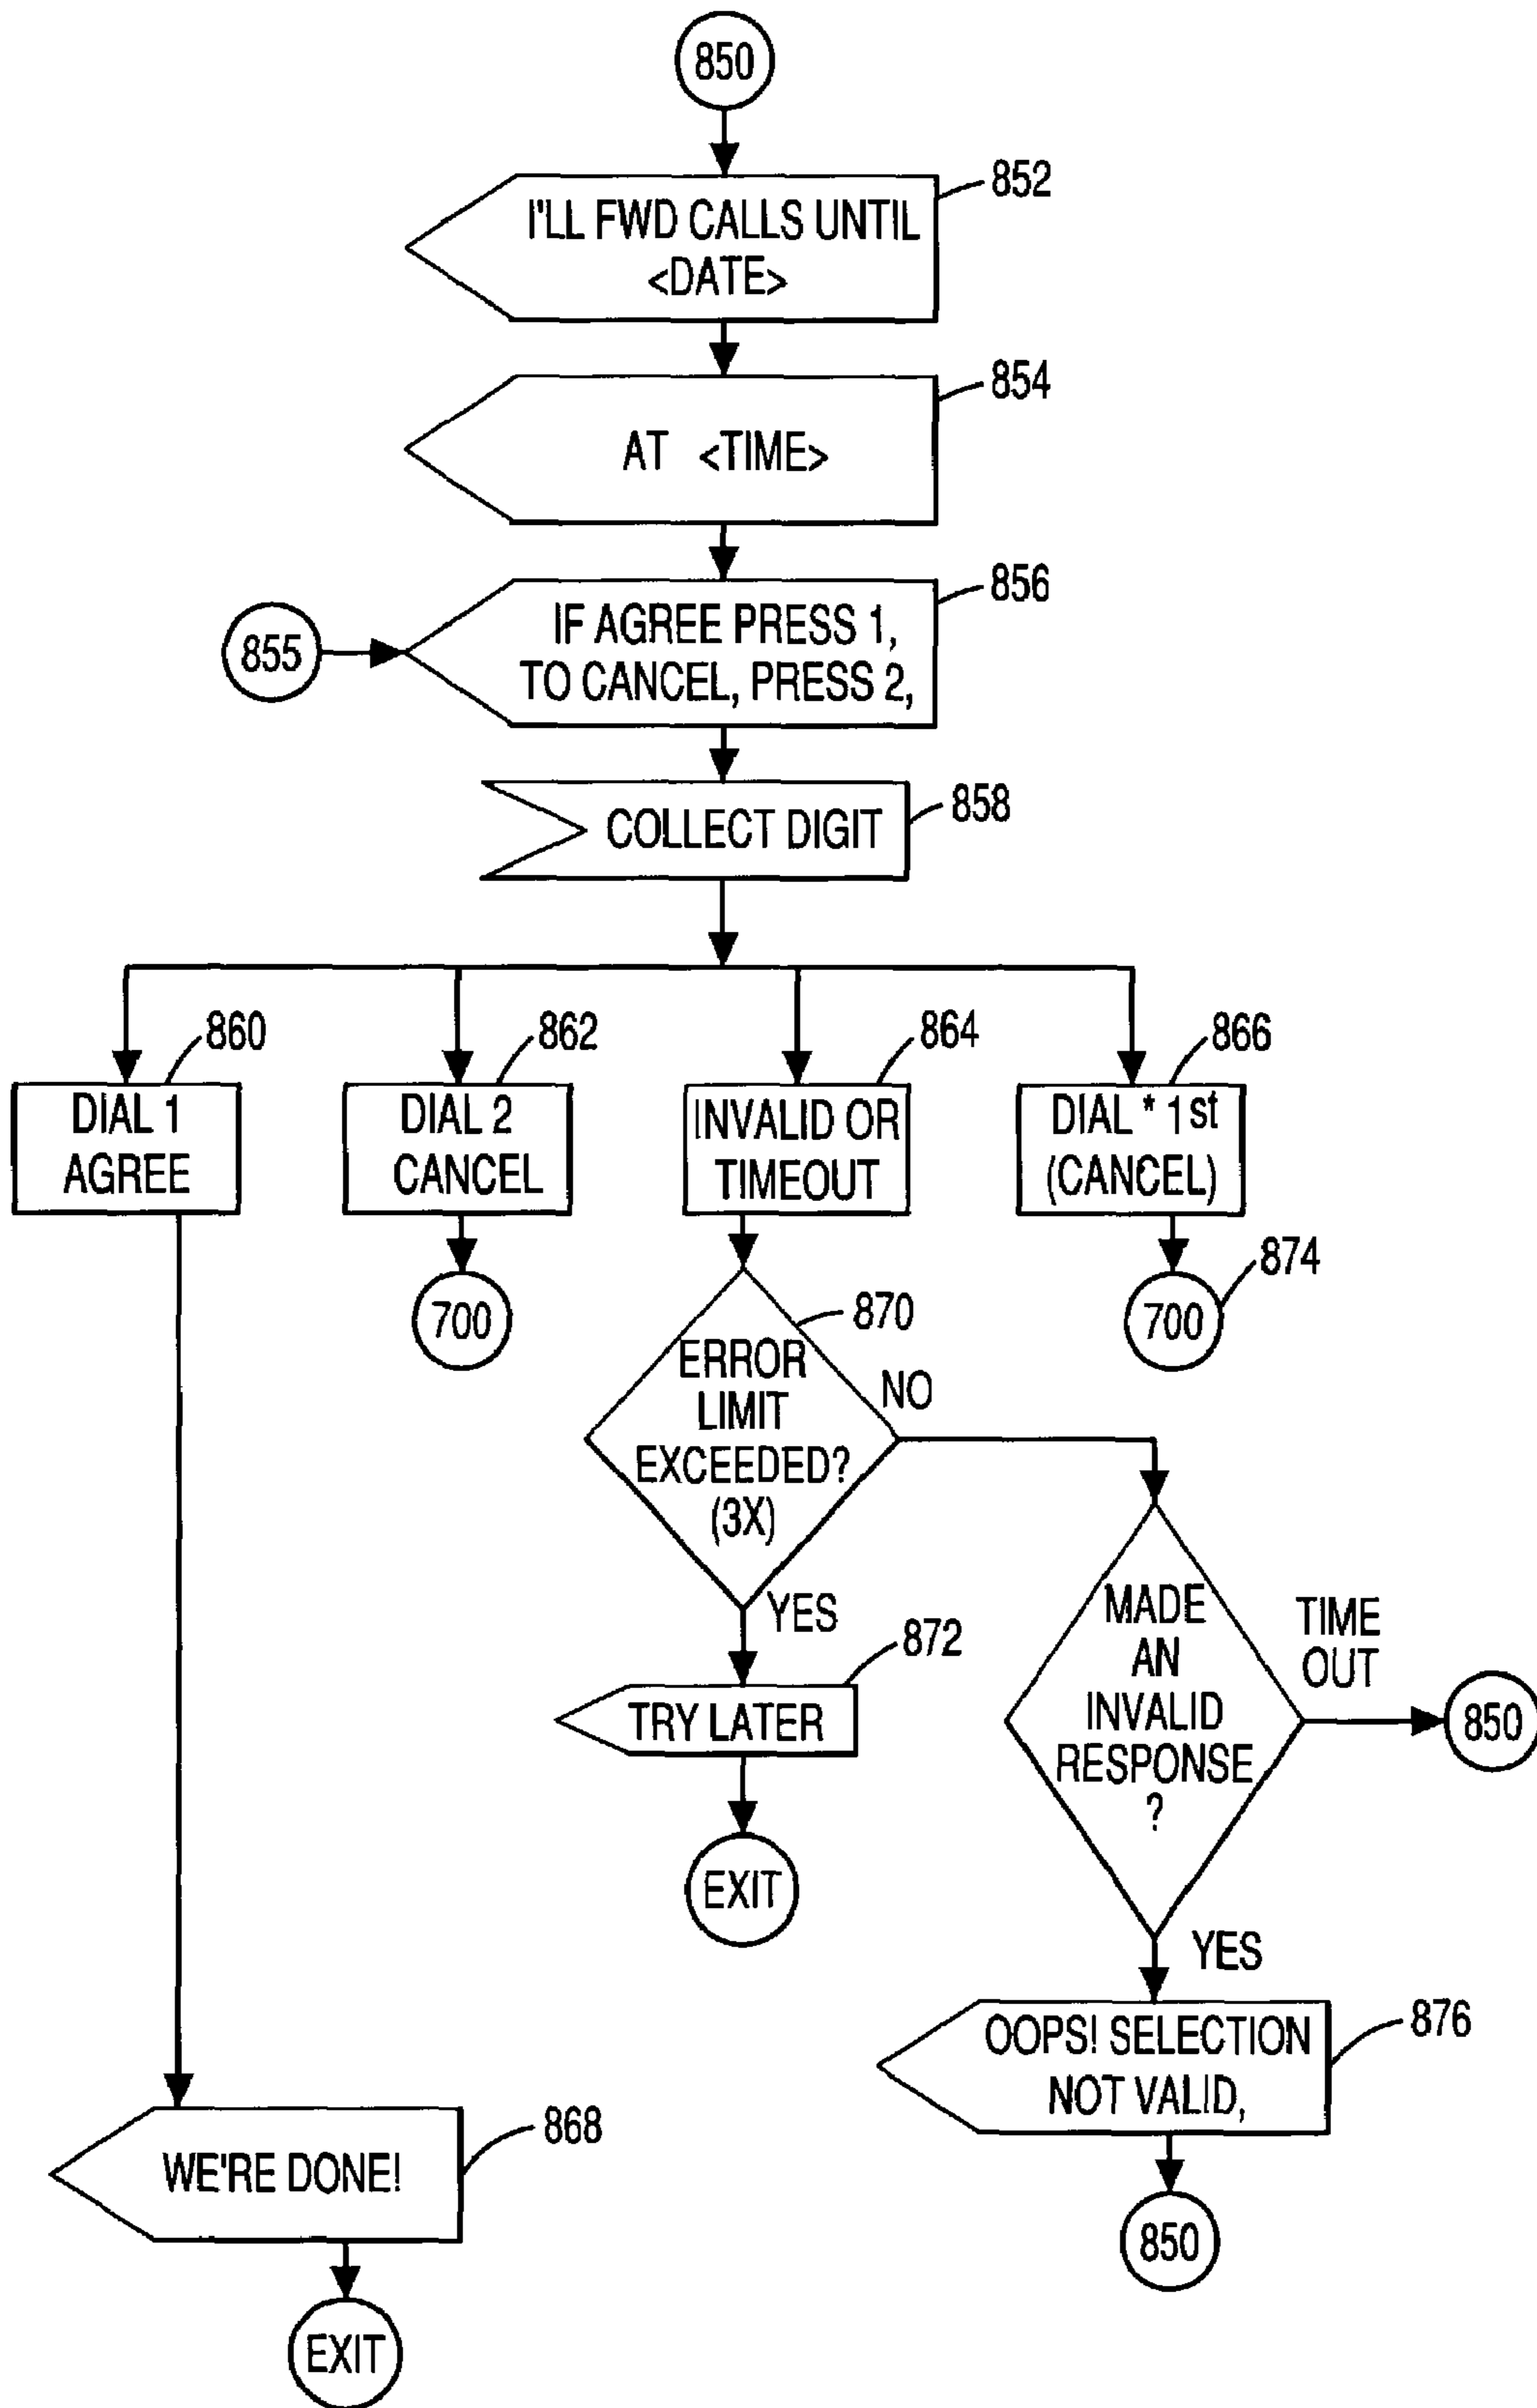 850
852
I'LL FWD CALLS UNTIL
<DATE>
854
AT <TIME>
856
855
IF AGREE PRESS 1,
TO CANCEL, PRESS 2,
858
COLLECT DIGIT
860
862
864
866
DIAL 1
AGREE
DIAL 2
CANCEL
INVALID OR
TIMEOUT
DIAL * 1st
(CANCEL)
874
700
700
870
ERROR
LIMIT
EXCEEDED?
(3X)
NO
YES
MADE
AN
INVALID
RESPONSE
?
TIME
OUT
850
872
TRY LATER
EXIT
YES
876
OOPS! SELECTION
NOT VALID,
850
868
WE'RE DONE!
EXIT